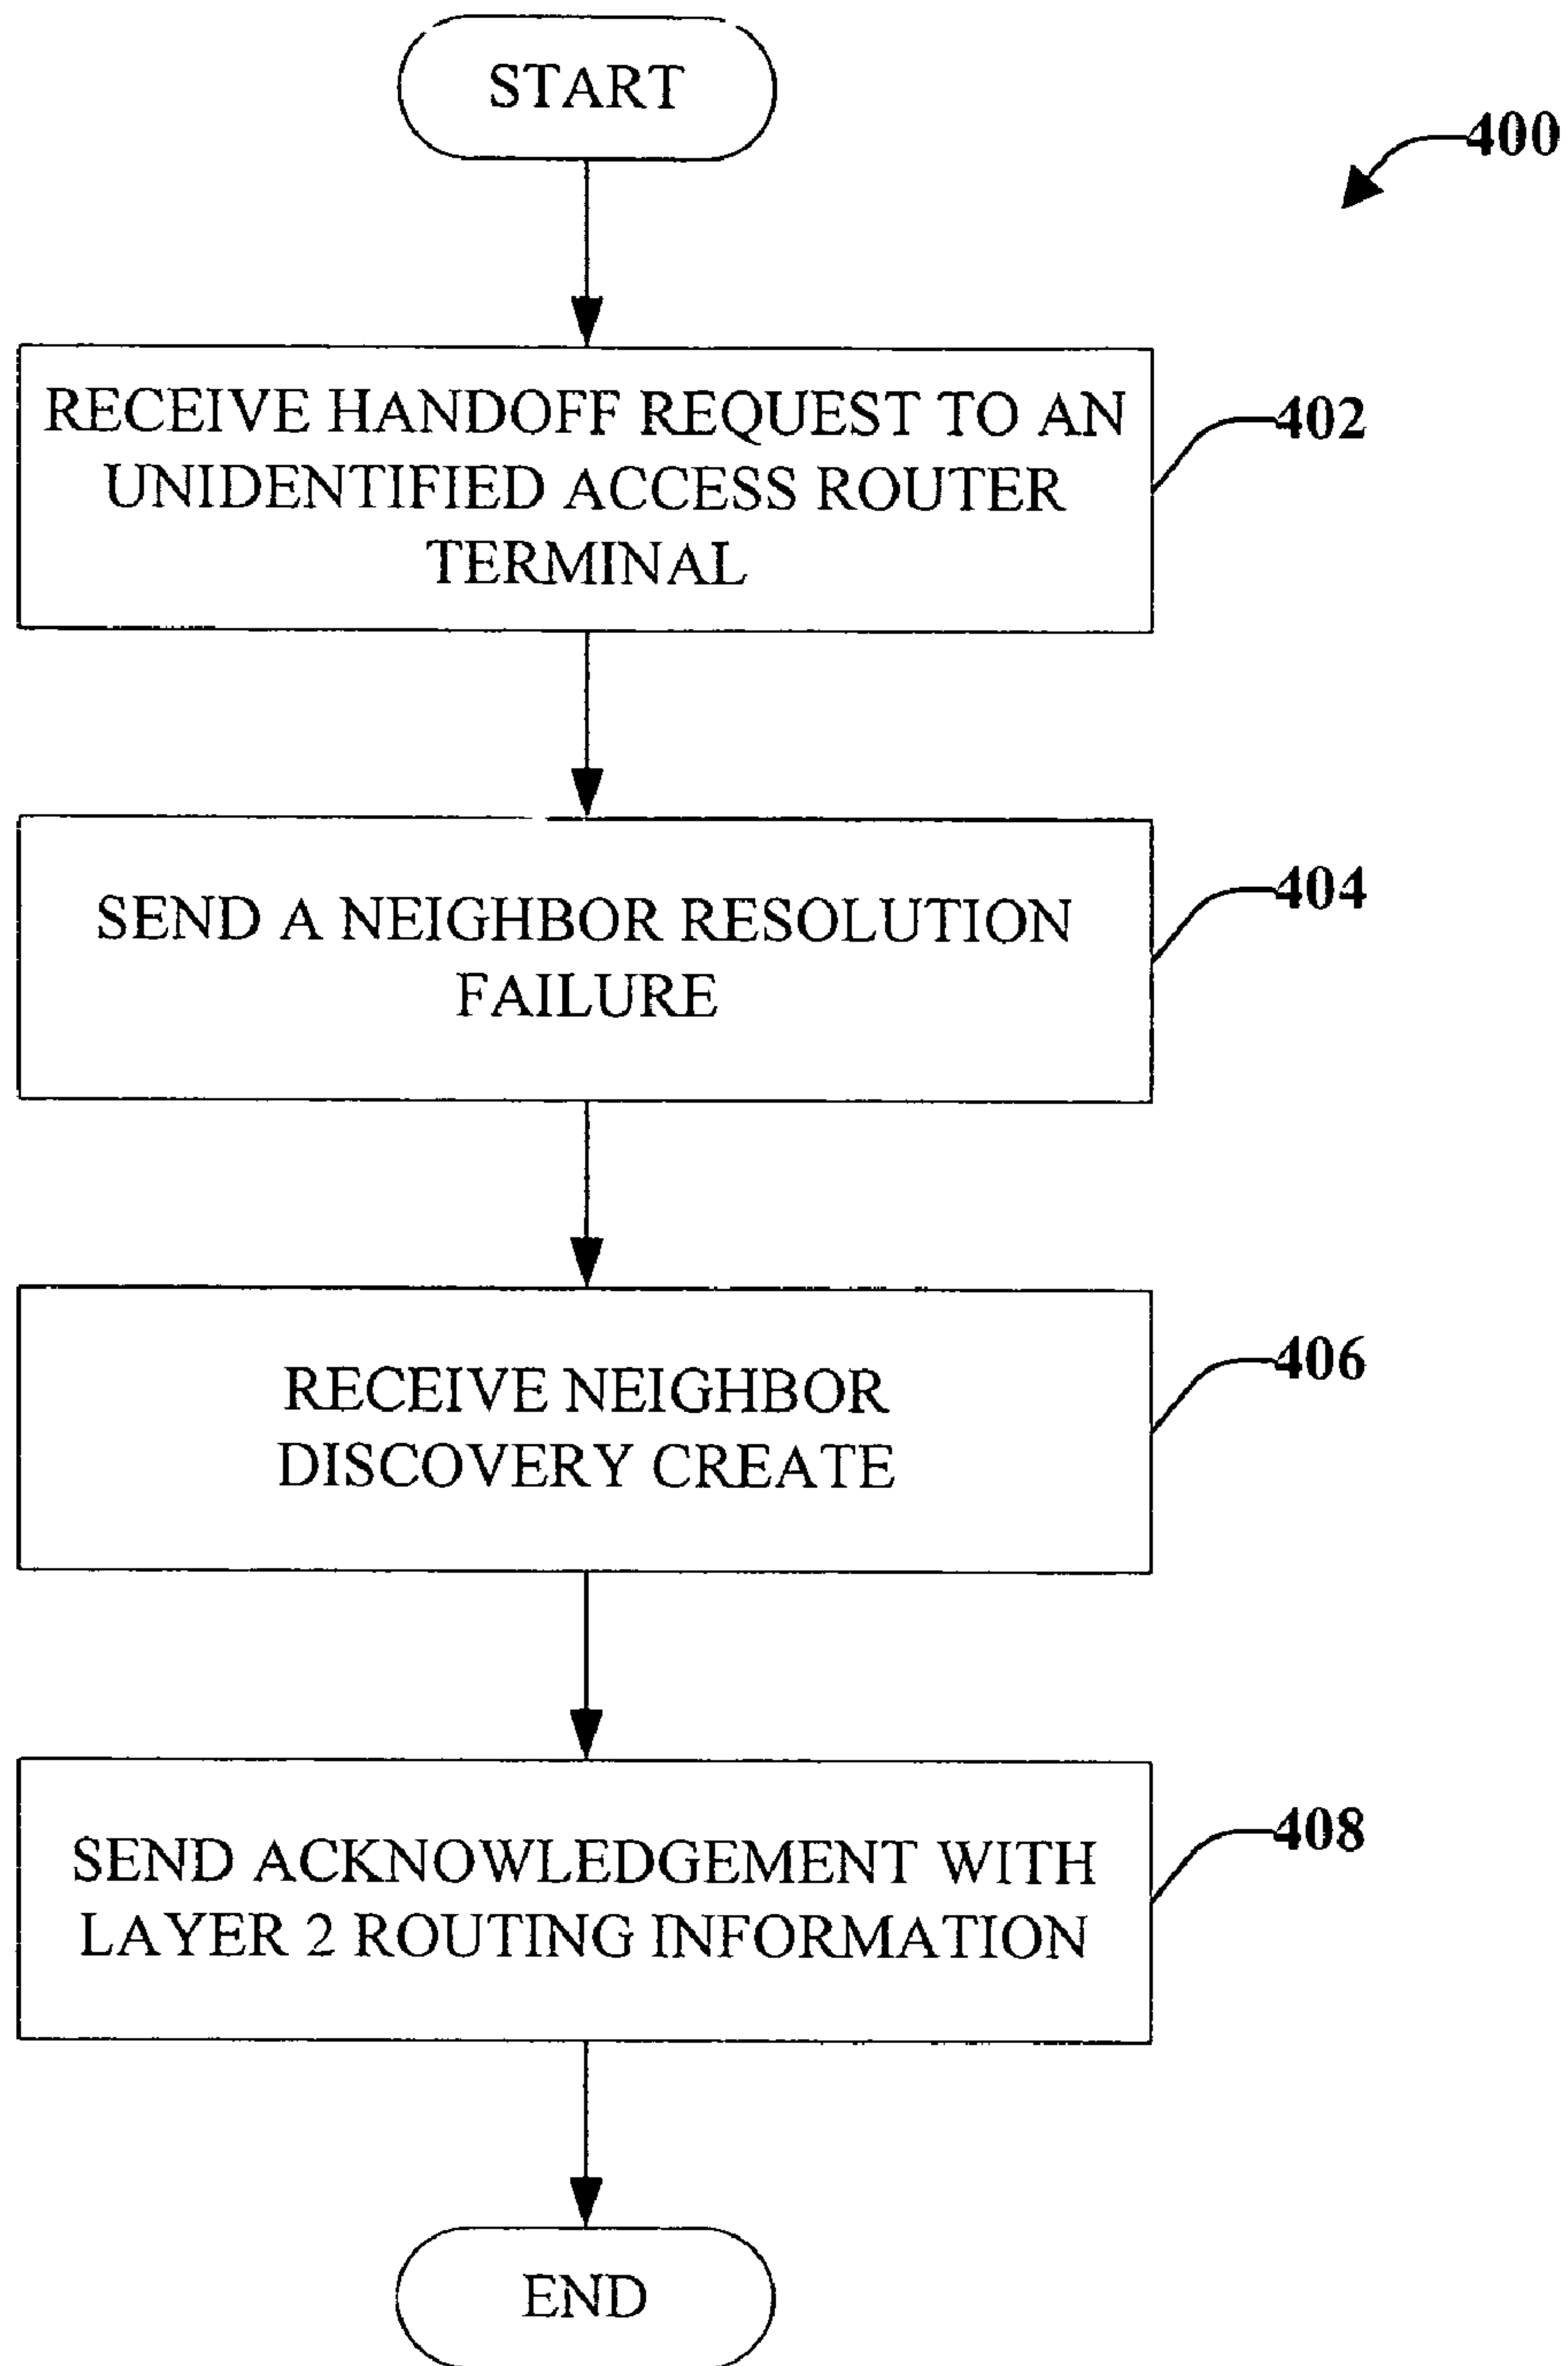 START
400
RECEIVE HANDOFF REQUEST TO AN
UNIDENTIFIED ACCESS ROUTER
TERMINAL
402
SEND A NEIGHBOR RESOLUTION
FAILURE
404
RECEIVE NEIGHBOR
DISCOVERY CREATE
406
SEND ACKNOWLEDGEMENT WITH
LAYER 2 ROUTING INFORMATION
408
END